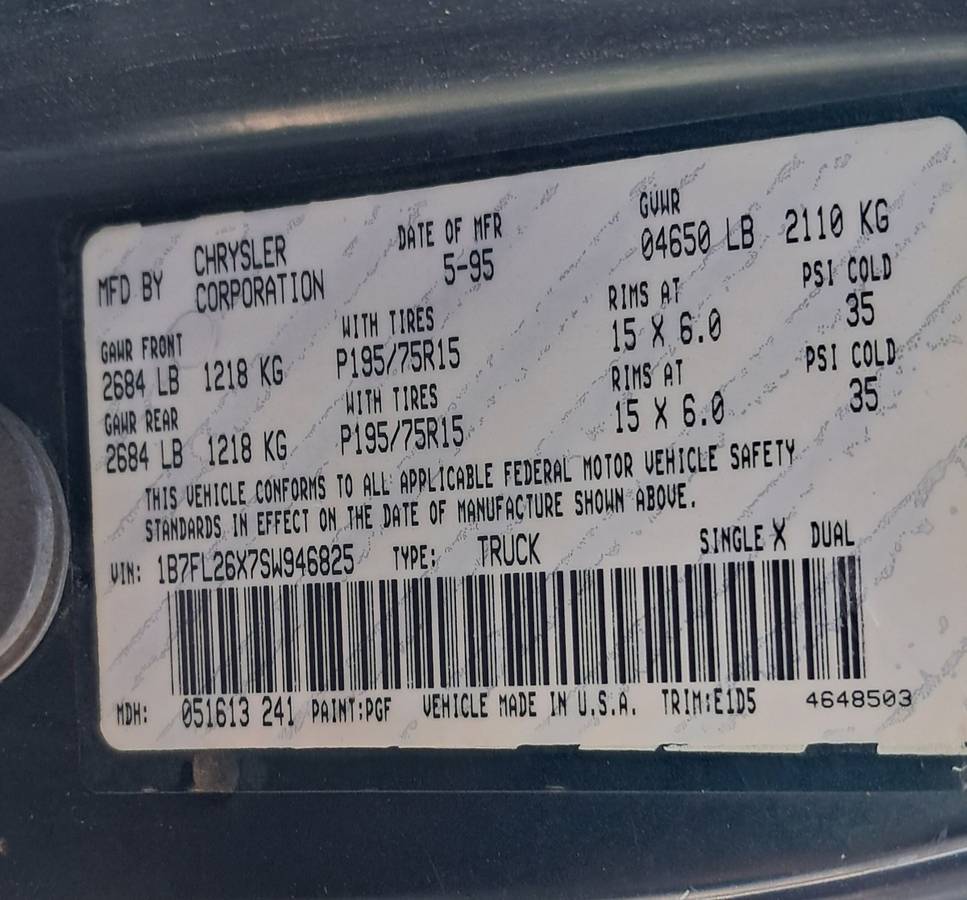 MFD BY CHRYSLER CORPORATION DATE OF MFR 5-95 GVWR 04650 LB 2110 KG
GAWR FRONT WITH TIRES RIMS AT PSI COLD
2684 LB 1218 KG P195/75R15 15 X 6.0 35
GAWR REAR WITH TIRES RIMS AT PSI COLD
2684 LB 1218 KG P195/75R15 15 X 6.0 35
THIS VEHICLE CONFORMS TO ALL APPLICABLE FEDERAL MOTOR VEHICLE SAFETY
STANDARDS IN EFFECT ON THE DATE OF MANUFACTURE SHOWN ABOVE.
VIN: 1B7FL26X7SW946825 TYPE: TRUCK SINGLE X DUAL
MDH: 051613 241 PAINT:PGF VEHICLE MADE IN U.S.A. TRIM:E1D5 4648503